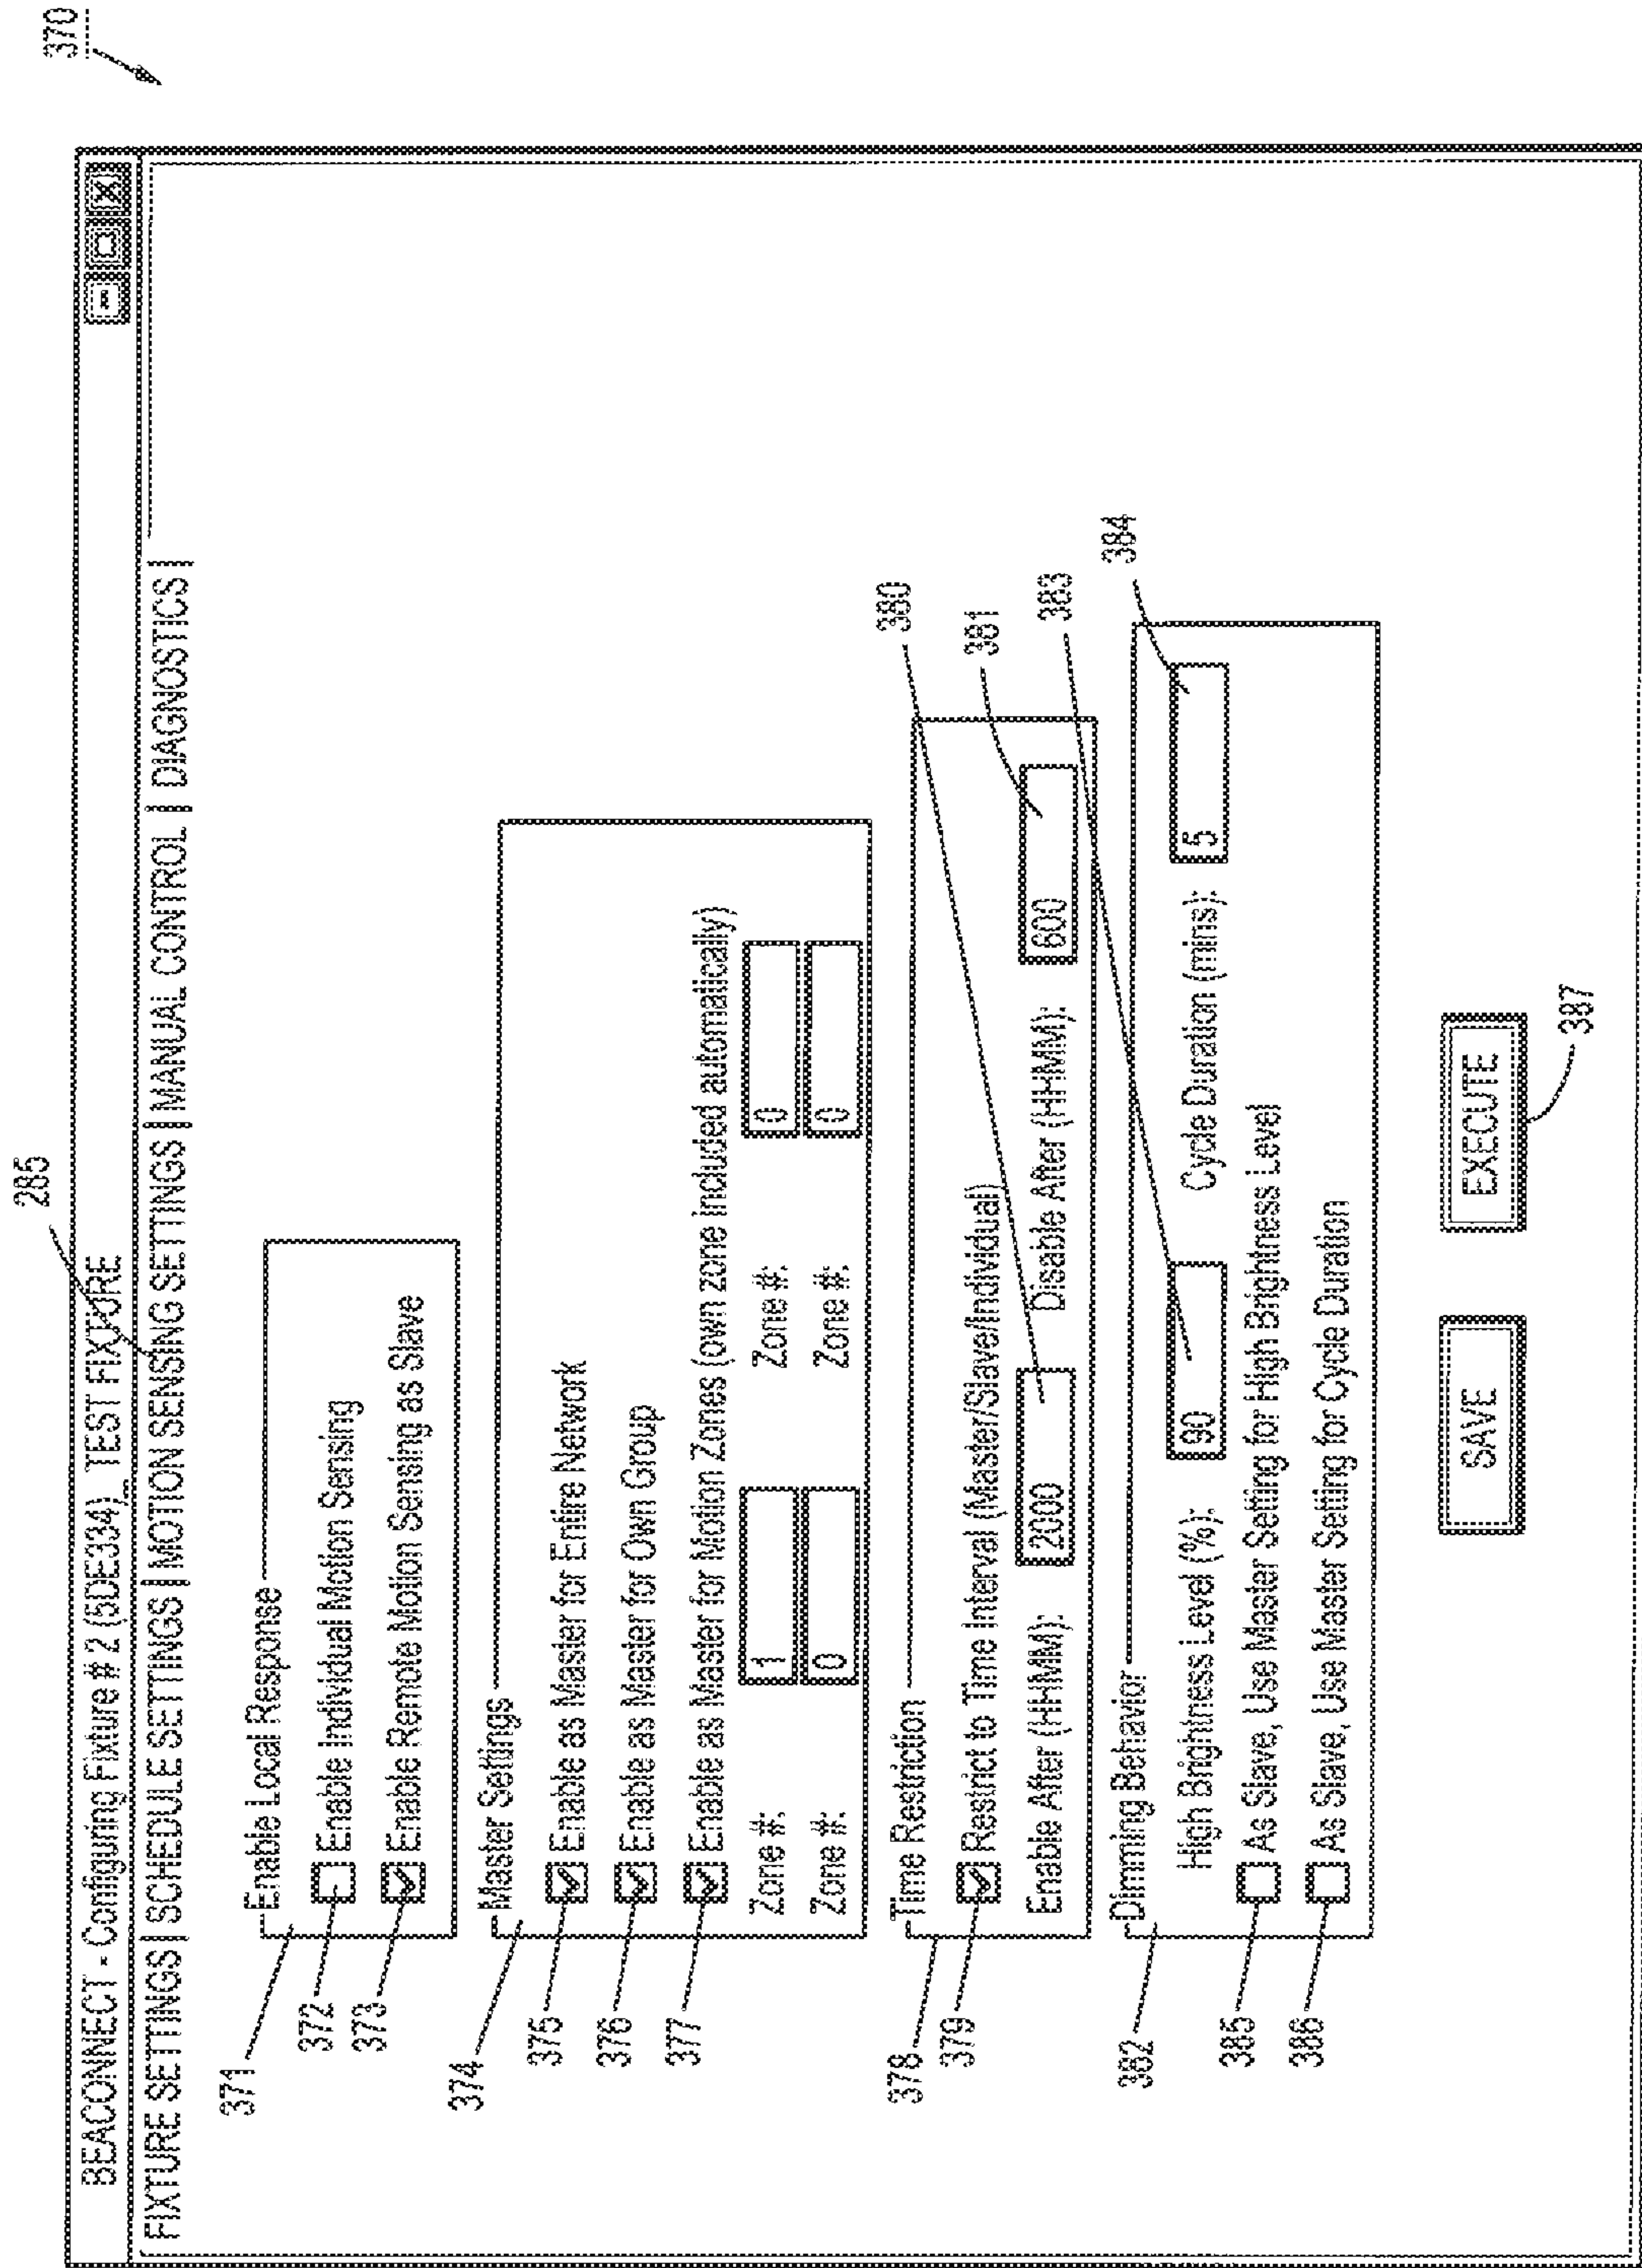 370
285
BEACONNECT - Configuring Fixture # 2 (5DE334)_ TEST FIXTURE
FIXTURE SETTINGS | SCHEDULE SETTINGS | MOTION SENSING SETTINGS | MANUAL CONTROL | DIAGNOSTICS |
371
Enable Local Response
372
Enable Individual Motion Sensing
373
Enable Remote Motion Sensing as Slave
374
Master Settings
375
Enable as Master for Entire Network
376
Enable as Master for Own Group
377
Enable as Master for Motion Zones (own zone included automatically)
Zone #: 1 Zone #: 0
Zone #: 0 Zone #: 0
378
Time Restriction
380
379
Restrict to Time Interval (Master/Slave/Individual)
381
Enable After (HHMM): 2000 Disable After (HHMM): 600
383
382
Dimming Behavior
384
High Brightness Level (%): 90 Cycle Duration (mins): 5
385
As Slave, Use Master Setting for High Brightness Level
386
As Slave, Use Master Setting for Cycle Duration
SAVE EXECUTE
387